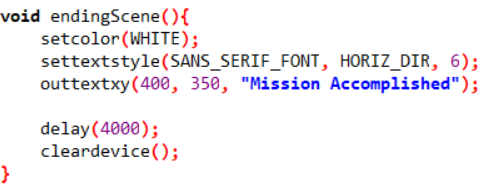 void endingScene(){
    setcolor(WHITE);
    settextstyle(SANS_SERIF_FONT, HORIZ_DIR, 6);
    outtextxy(400, 350, "Mission Accomplished");

    delay(4000);
    cleardevice();
}